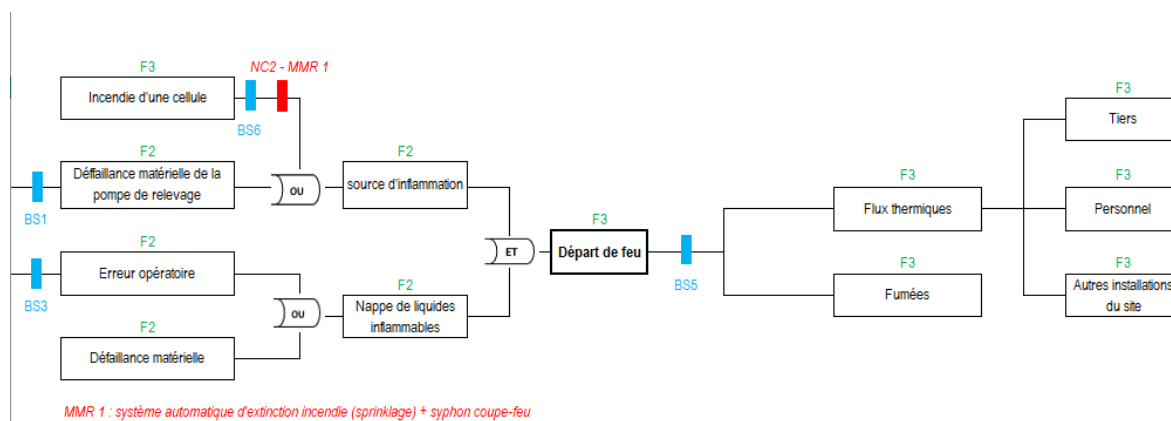 F3
NC2 - MMR 1
Incendie d'une cellule
BS6
F2
Déffaillance matérielle de la
pompe de relevage
BS1
OU
F2
source d'inflammation
F2
Erreur opératoire
BS3
F2
Défaillance matérielle
OU
F2
Nappe de liquides
inflammables
ET
F3
Départ de feu
BS5
F3
Flux thermiques
F3
Fumées
F3
Tiers
F3
Personnel
F3
Autres installations
du site
MMR 1 : système automatique d'extinction incendie (sprinklage) + syphon coupe-feu